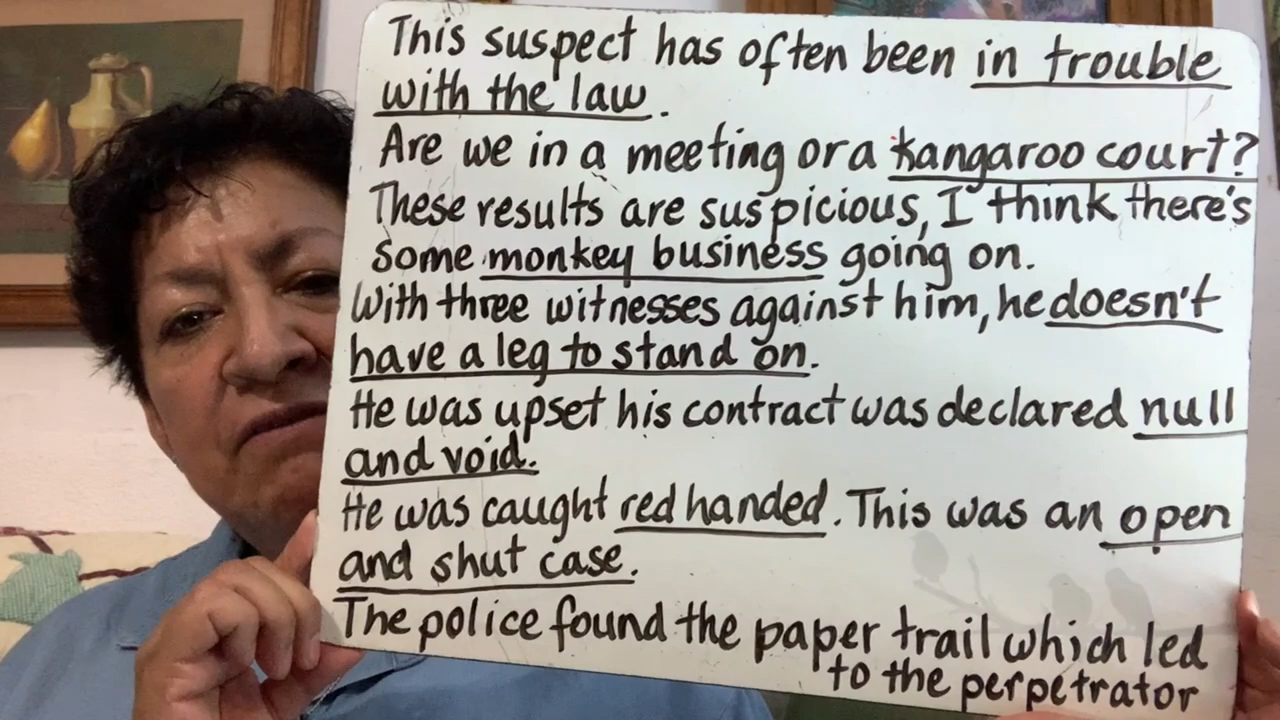 This suspect has often been in trouble
with the law.
Are we in a meeting or a kangaroo court?
These results are suspicious, I think there's
some monkey business going on.
With three witnesses against him, he doesn't
have a leg to stand on.
He was upset his contract was declared null
and void.
He was caught red handed. This was an open
and shut case.
The police found the paper trail which led
to the perpetrator